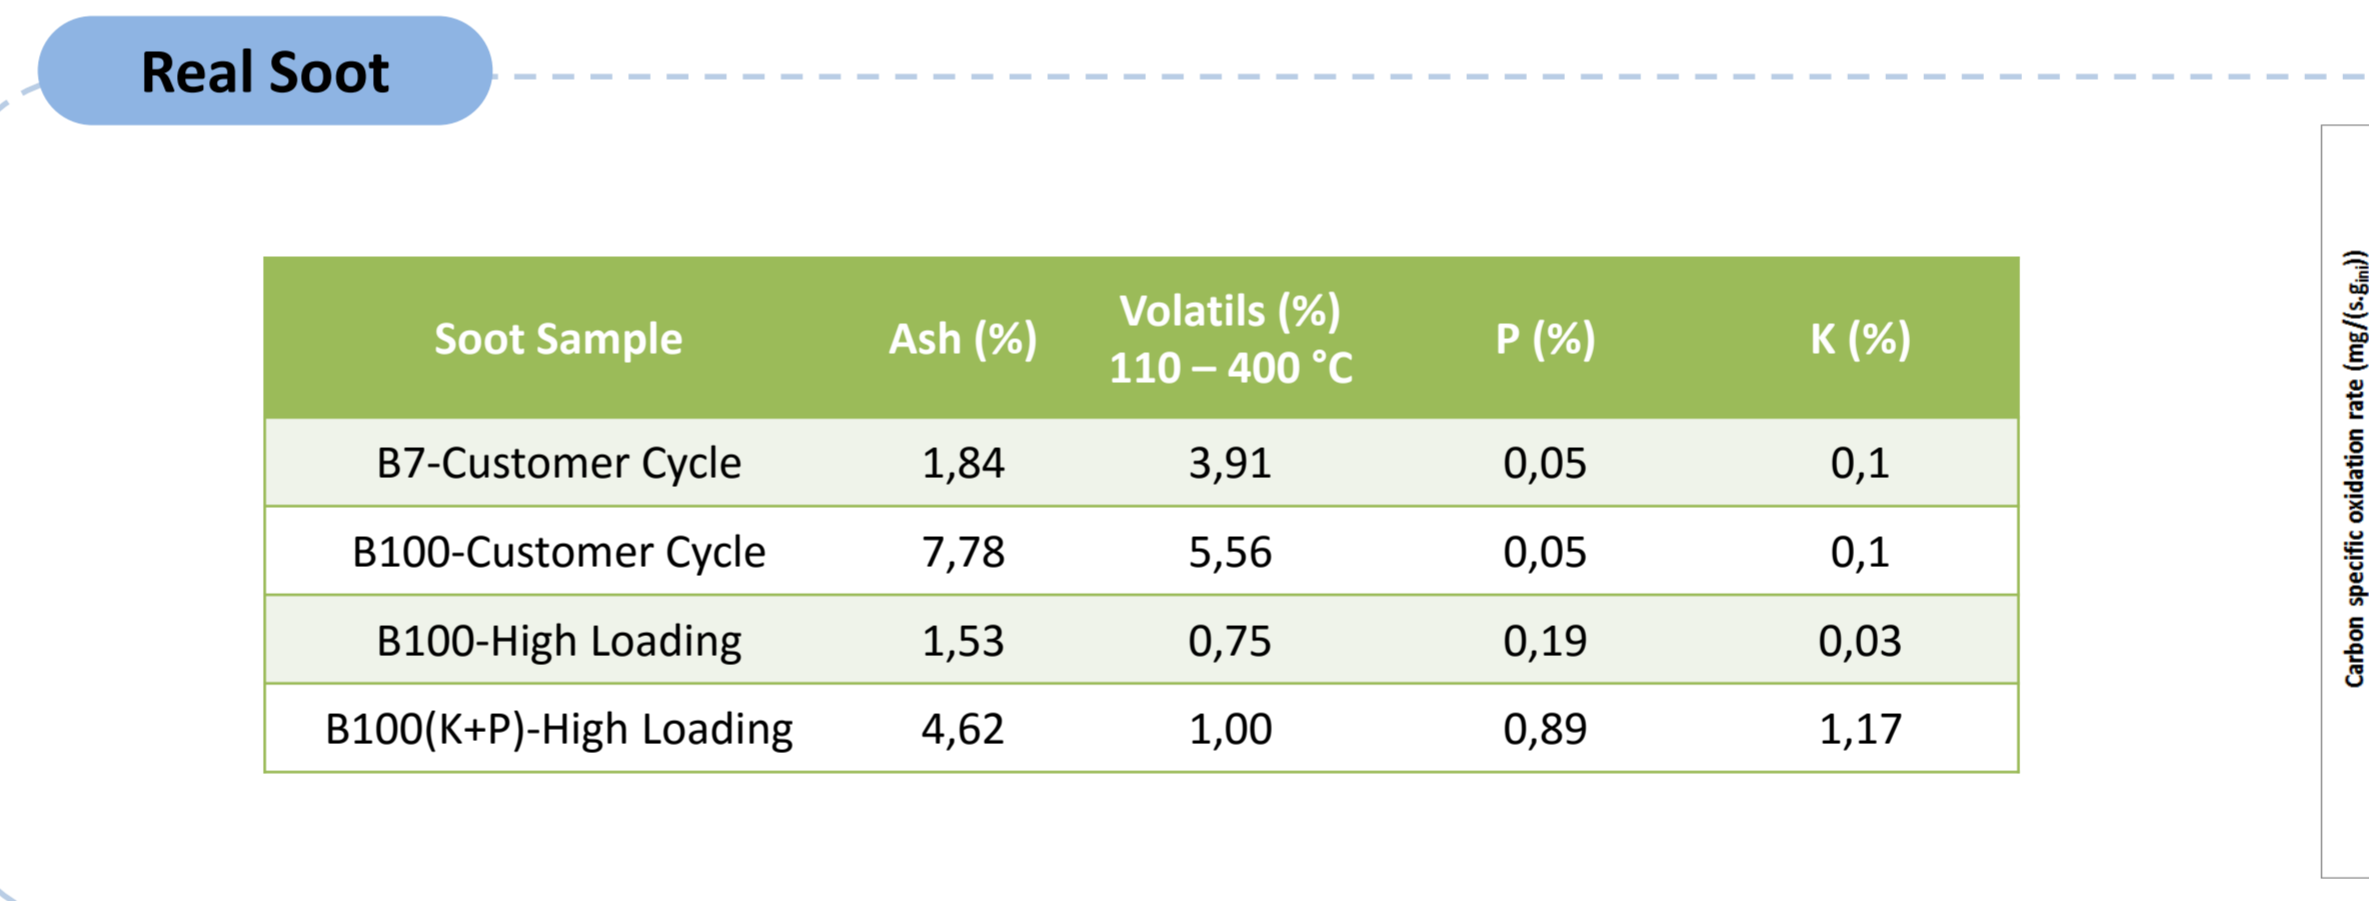 Real Soot
Soot Sample Ash (%) Volatils (%) 110 – 400 °C P (%) K (%)
B7-Customer Cycle 1,84 3,91 0,05 0,1
B100-Customer Cycle 7,78 5,56 0,05 0,1
B100-High Loading 1,53 0,75 0,19 0,03
B100(K+P)-High Loading 4,62 1,00 0,89 1,17
Carbon specific oxidation rate (mg/(s.gini))